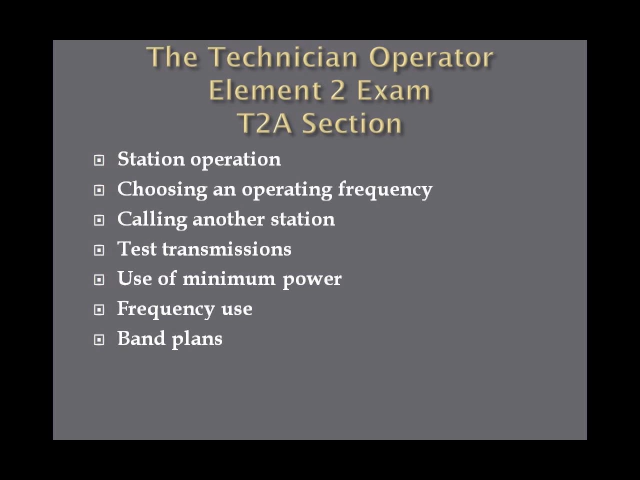 The Technician Operator
Element 2 Exam
T2A Section
Station operation
Choosing an operating frequency
Calling another station
Test transmissions
Use of minimum power
Frequency use
Band plans